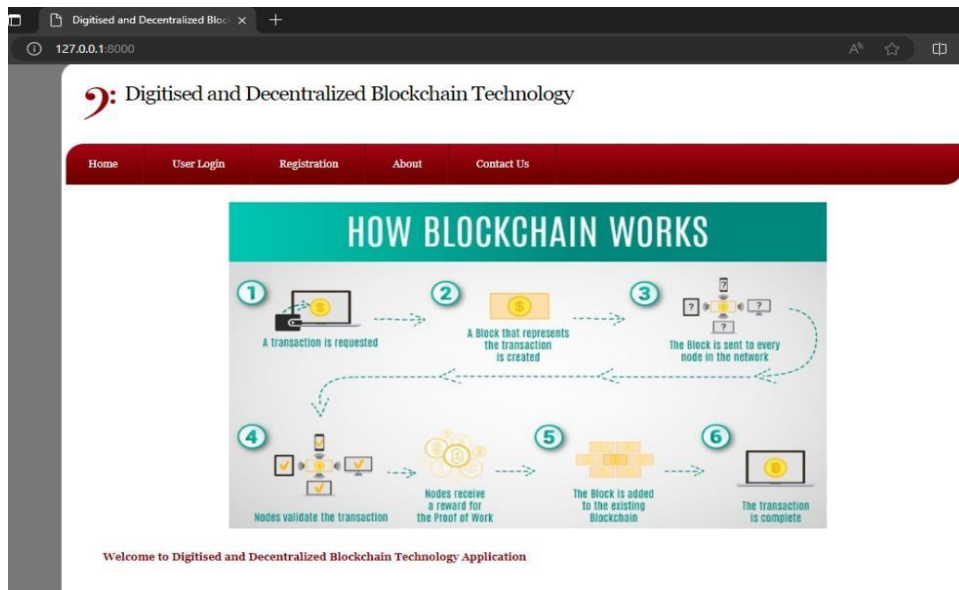 Digitised and Decentralized Bloc
127.0.0.1:8000
Digitised and Decentralized Blockchain Technology
Home User Login Registration About Contact Us
HOW BLOCKCHAIN WORKS
1
A transaction is requested
2
A Block that represents
the transaction
is created
3
? ? ? ?
The Block is sent to every
node in the network
4
Nodes validate the transaction
Nodes receive
a reward for
the Proof of Work
5
The Block is added
to the existing
Blockchain
6
The transaction
is complete
Welcome to Digitised and Decentralized Blockchain Technology Application